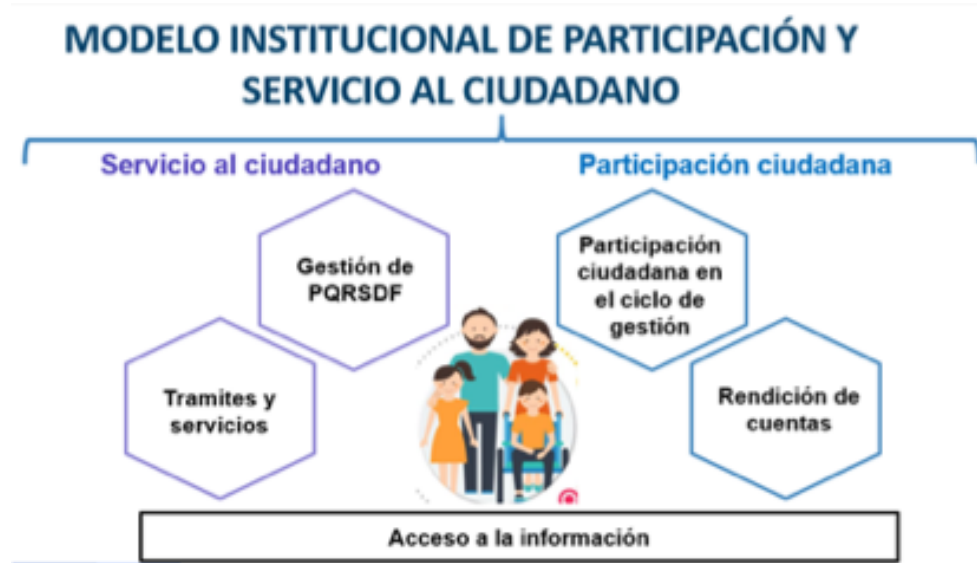 MODELO INSTITUCIONAL DE PARTICIPACIÓN Y
SERVICIO AL CIUDADANO
Servicio al ciudadano
Participación ciudadana
Gestión de
PQRSDF
Participación
ciudadana en
el ciclo de
gestión
Tramites y
servicios
Rendición de
cuentas
Acceso a la información